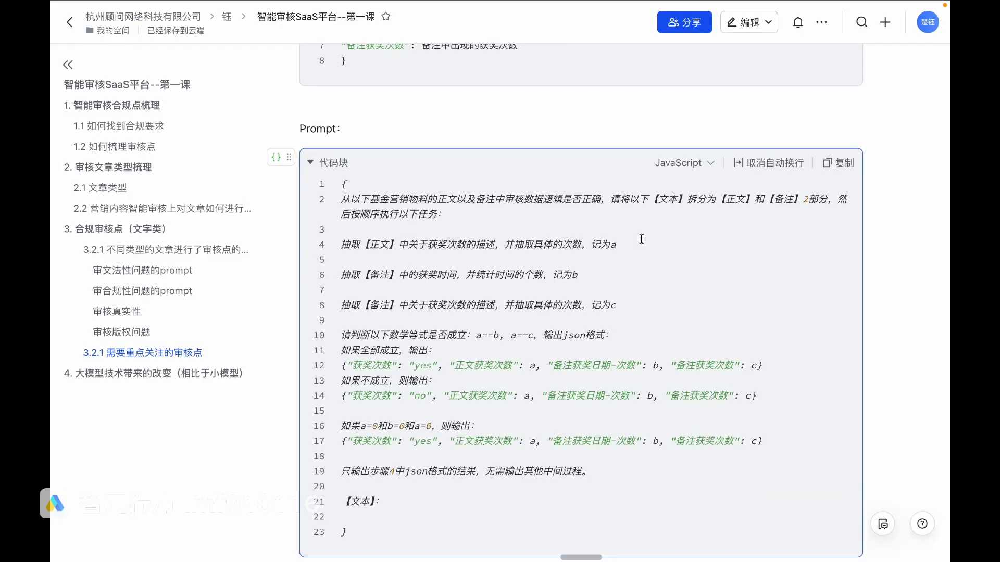 杭州顾问网络科技有限公司 > 钰 > 智能审核SaaS平台--第一课
我的空间 已经保存到云端
分享 编辑
楚钰
智能审核SaaS平台--第一课
1. 智能审核合规点梳理
1.1 如何找到合规要求
1.2 如何梳理审核点
2. 审核文章类型梳理
2.1 文章类型
2.2 营销内容智能审核上对文章如何进行...
3. 合规审核点（文字类）
3.2.1 不同类型的文章进行了审核点的...
审文法性问题的prompt
审合规性问题的prompt
审核真实性
审核版权问题
3.2.1 需要重点关注的审核点
4. 大模型技术带来的改变（相比于小模型）
7 "备注获奖次数": 备注中出现的获奖次数
8 }
Prompt：
代码块 JavaScript 取消自动换行 复制
1 {
2 从以下基金营销物料的正文以及备注中审核数据逻辑是否正确，请将以下【文本】拆分为【正文】和【备注】2部分，然
后按顺序执行以下任务：
3
4 抽取【正文】中关于获奖次数的描述，并抽取具体的次数，记为a
5
6 抽取【备注】中的获奖时间，并统计时间的个数，记为b
7
8 抽取【备注】中关于获奖次数的描述，并抽取具体的次数，记为c
9
10 请判断以下数学等式是否成立：a==b, a==c，输出json格式：
11 如果全部成立，输出：
12 {"获奖次数": "yes", "正文获奖次数": a, "备注获奖日期-次数": b, "备注获奖次数": c}
13 如果不成立，则输出：
14 {"获奖次数": "no", "正文获奖次数": a, "备注获奖日期-次数": b, "备注获奖次数": c}
15
16 如果a=0和b=0和a=0，则输出：
17 {"获奖次数": "yes", "正文获奖次数": a, "备注获奖日期-次数": b, "备注获奖次数": c}
18
19 只输出步骤4中json格式的结果，无需输出其他中间过程。
20
21 【文本】：
22
23 }